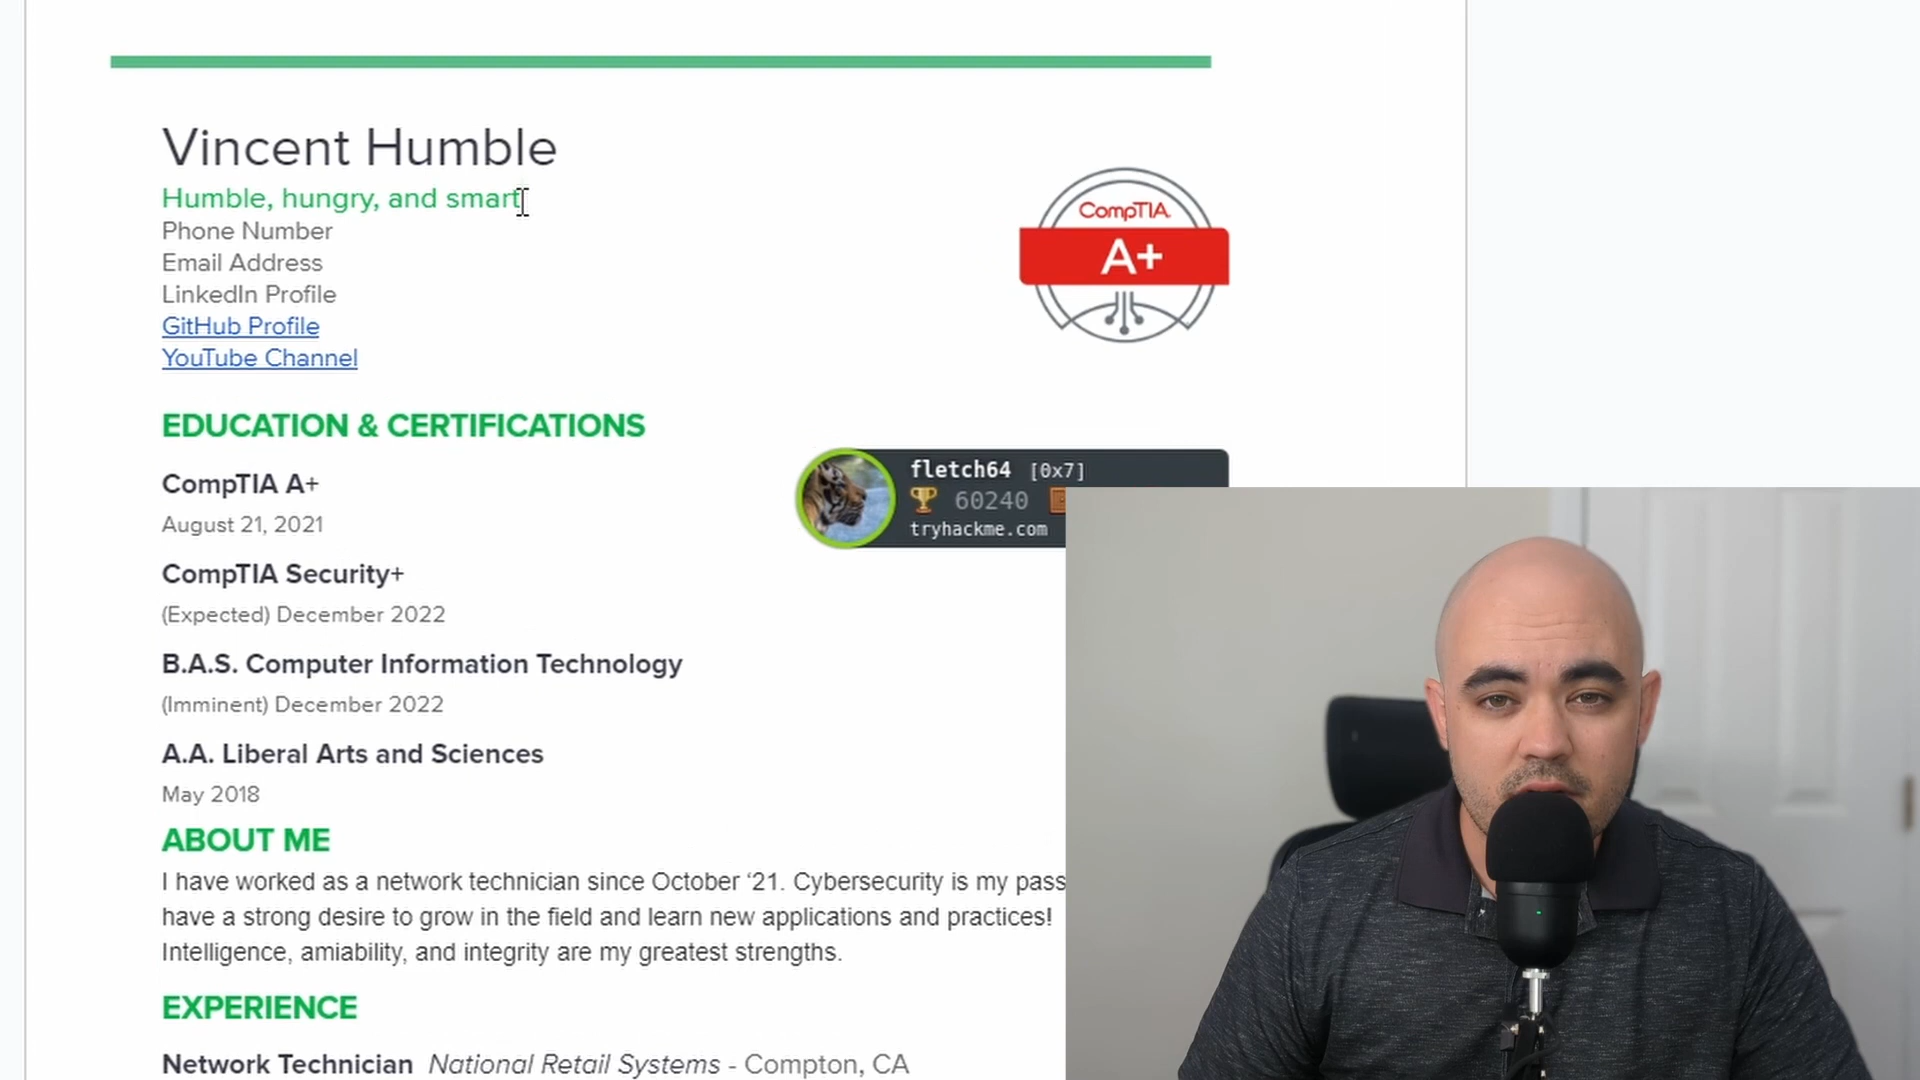 Vincent Humble
Humble, hungry, and smart
Phone Number
Email Address
LinkedIn Profile
GitHub Profile
YouTube Channel
CompTIA.
A+
EDUCATION & CERTIFICATIONS
fletch64 [0x7]
60240
tryhackme.com
CompTIA A+
August 21, 2021
CompTIA Security+
(Expected) December 2022
B.A.S. Computer Information Technology
(Imminent) December 2022
A.A. Liberal Arts and Sciences
May 2018
ABOUT ME
I have worked as a network technician since October ‘21. Cybersecurity is my pass
have a strong desire to grow in the field and learn new applications and practices!
Intelligence, amiability, and integrity are my greatest strengths.
EXPERIENCE
Network Technician National Retail Systems - Compton, CA